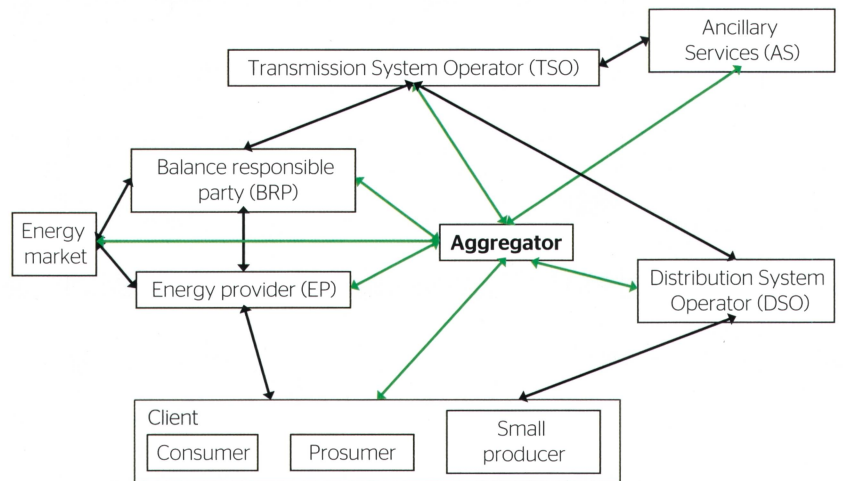 Ancillary
Services (AS)
Transmission System Operator (TSO)
Balance responsible
party (BRP)
Energy
market
Aggregator
Energy provider (EP)
Distribution System
Operator (DSO)
Client
Consumer
Prosumer
Small
producer